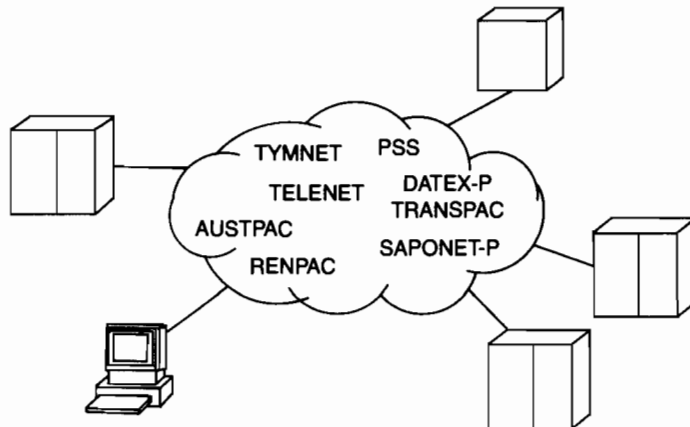 TYMNET
PSS
TELENET
DATEX-P
TRANSPAC
AUSTPAC
SAPONET-P
RENPAC